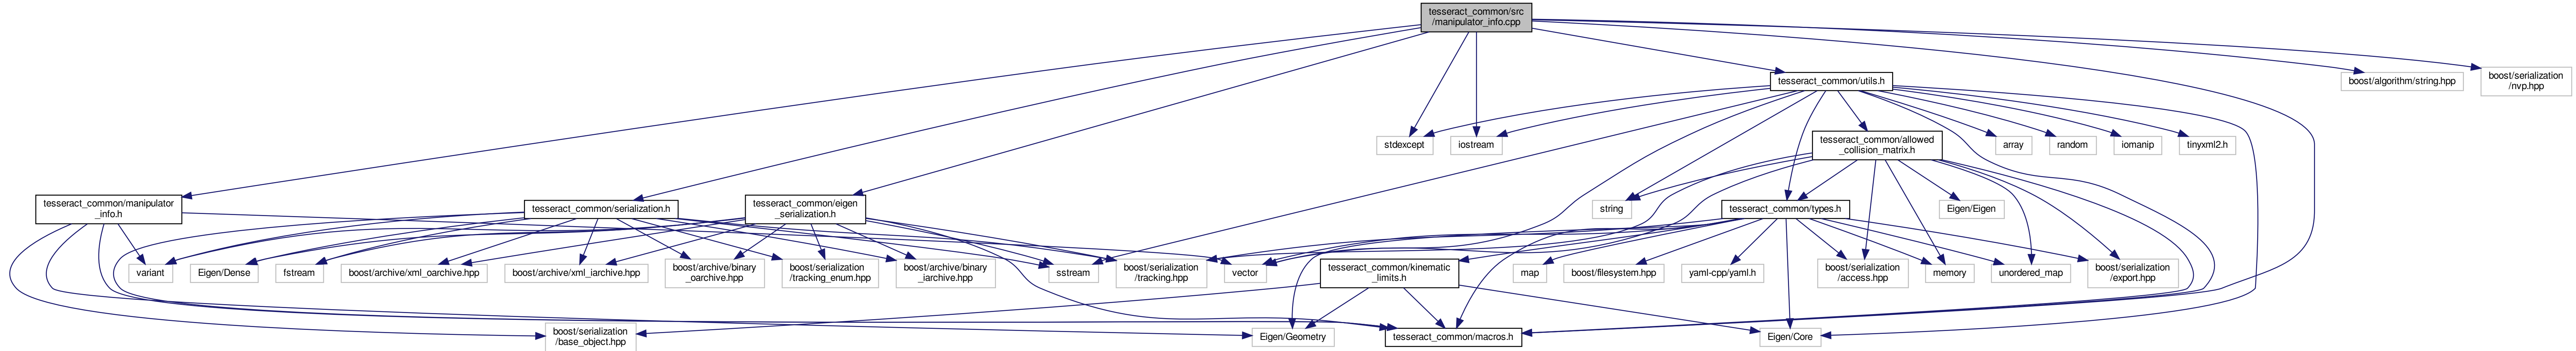 tesseract_common/src
/manipulator_info.cpp
tesseract_common/utils.h
boost/algorithm/string.hpp
boost/serialization
/nvp.hpp
stdexcept
iostream
tesseract_common/allowed
_collision_matrix.h
array
random
iomanip
tinyxml2.h
tesseract_common/manipulator
_info.h
tesseract_common/serialization.h
tesseract_common/eigen
_serialization.h
string
tesseract_common/types.h
Eigen/Eigen
variant
Eigen/Dense
fstream
boost/archive/xml_oarchive.hpp
boost/archive/xml_iarchive.hpp
boost/archive/binary
_oarchive.hpp
boost/serialization
/tracking_enum.hpp
boost/archive/binary
_iarchive.hpp
sstream
boost/serialization
/tracking.hpp
vector
tesseract_common/kinematic
_limits.h
map
boost/filesystem.hpp
yaml-cpp/yaml.h
boost/serialization
/access.hpp
memory
unordered_map
boost/serialization
/export.hpp
boost/serialization
/base_object.hpp
Eigen/Geometry
tesseract_common/macros.h
Eigen/Core